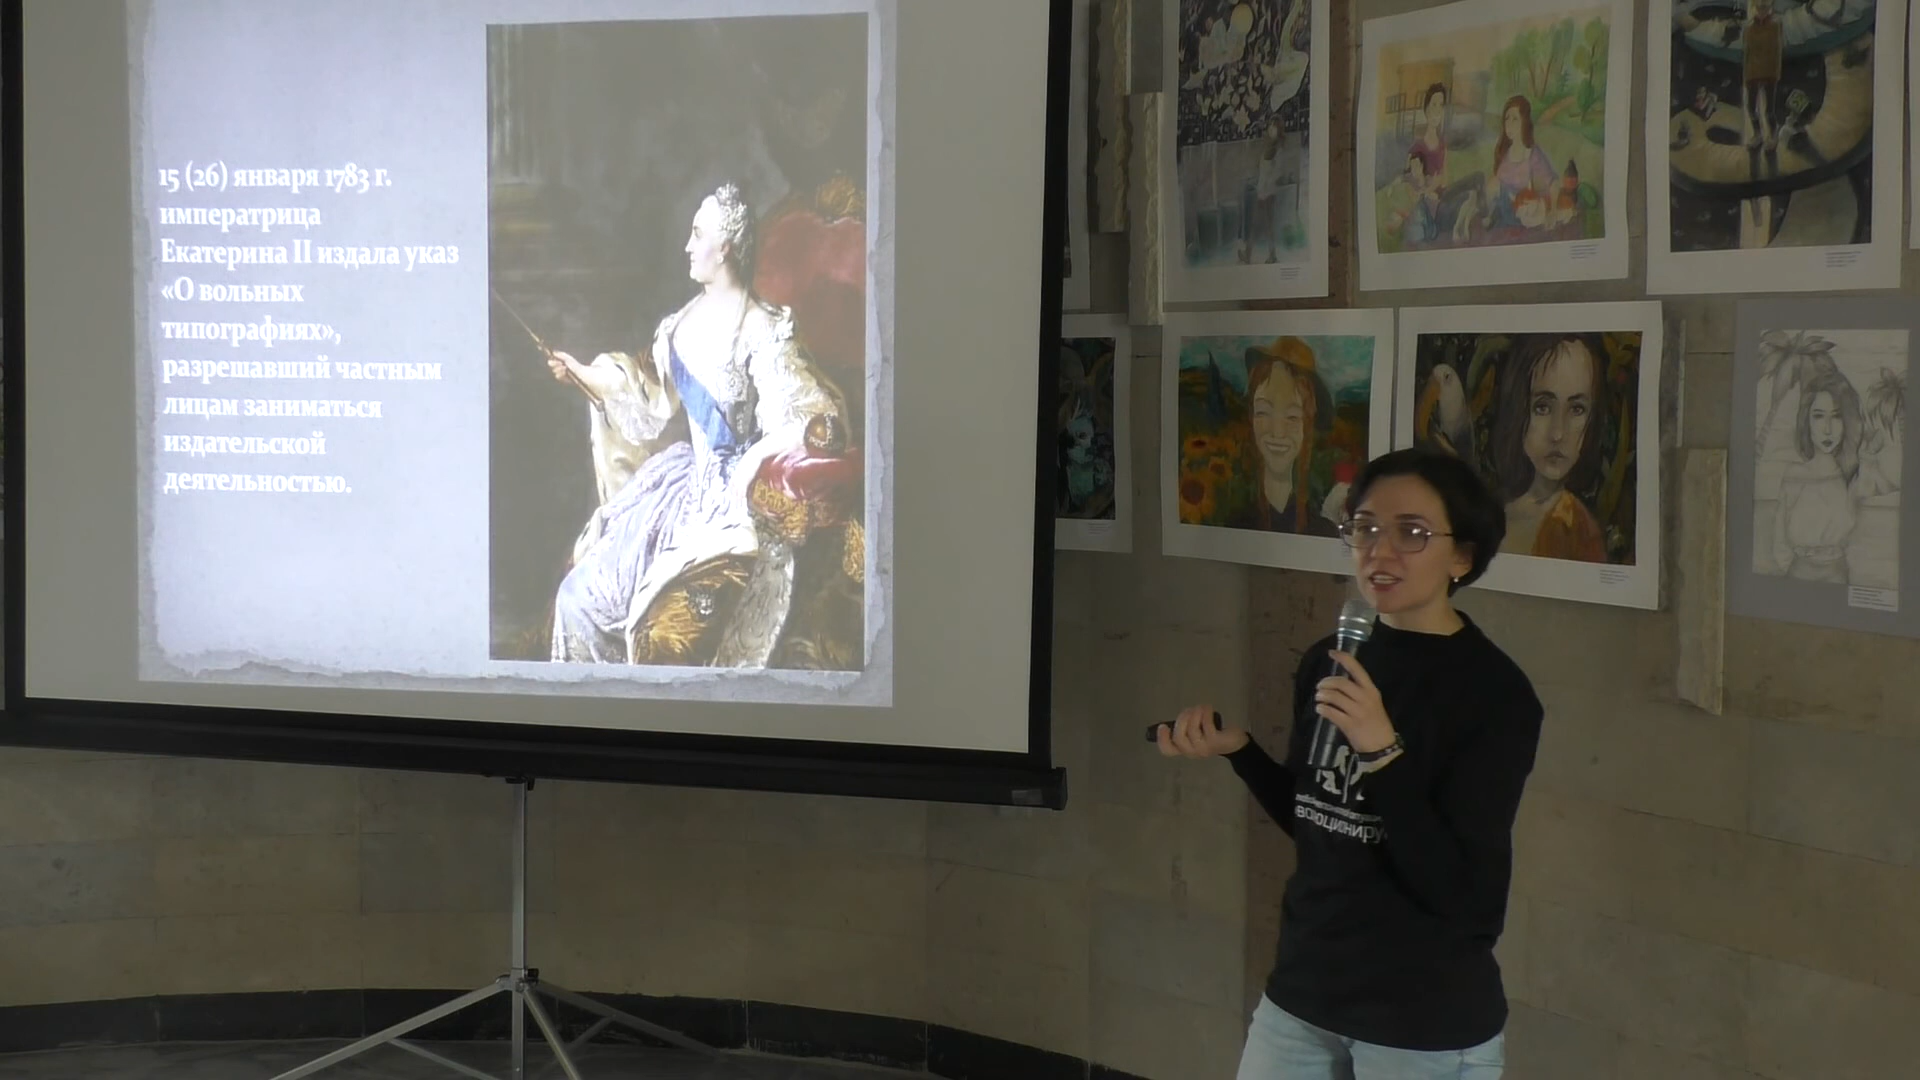 15 (26) января 1783 г.
императрица
Екатерина II издала указ
«О вольных
типографиях»,
разрешавший частным
лицам заниматься
издательской
деятельностью.